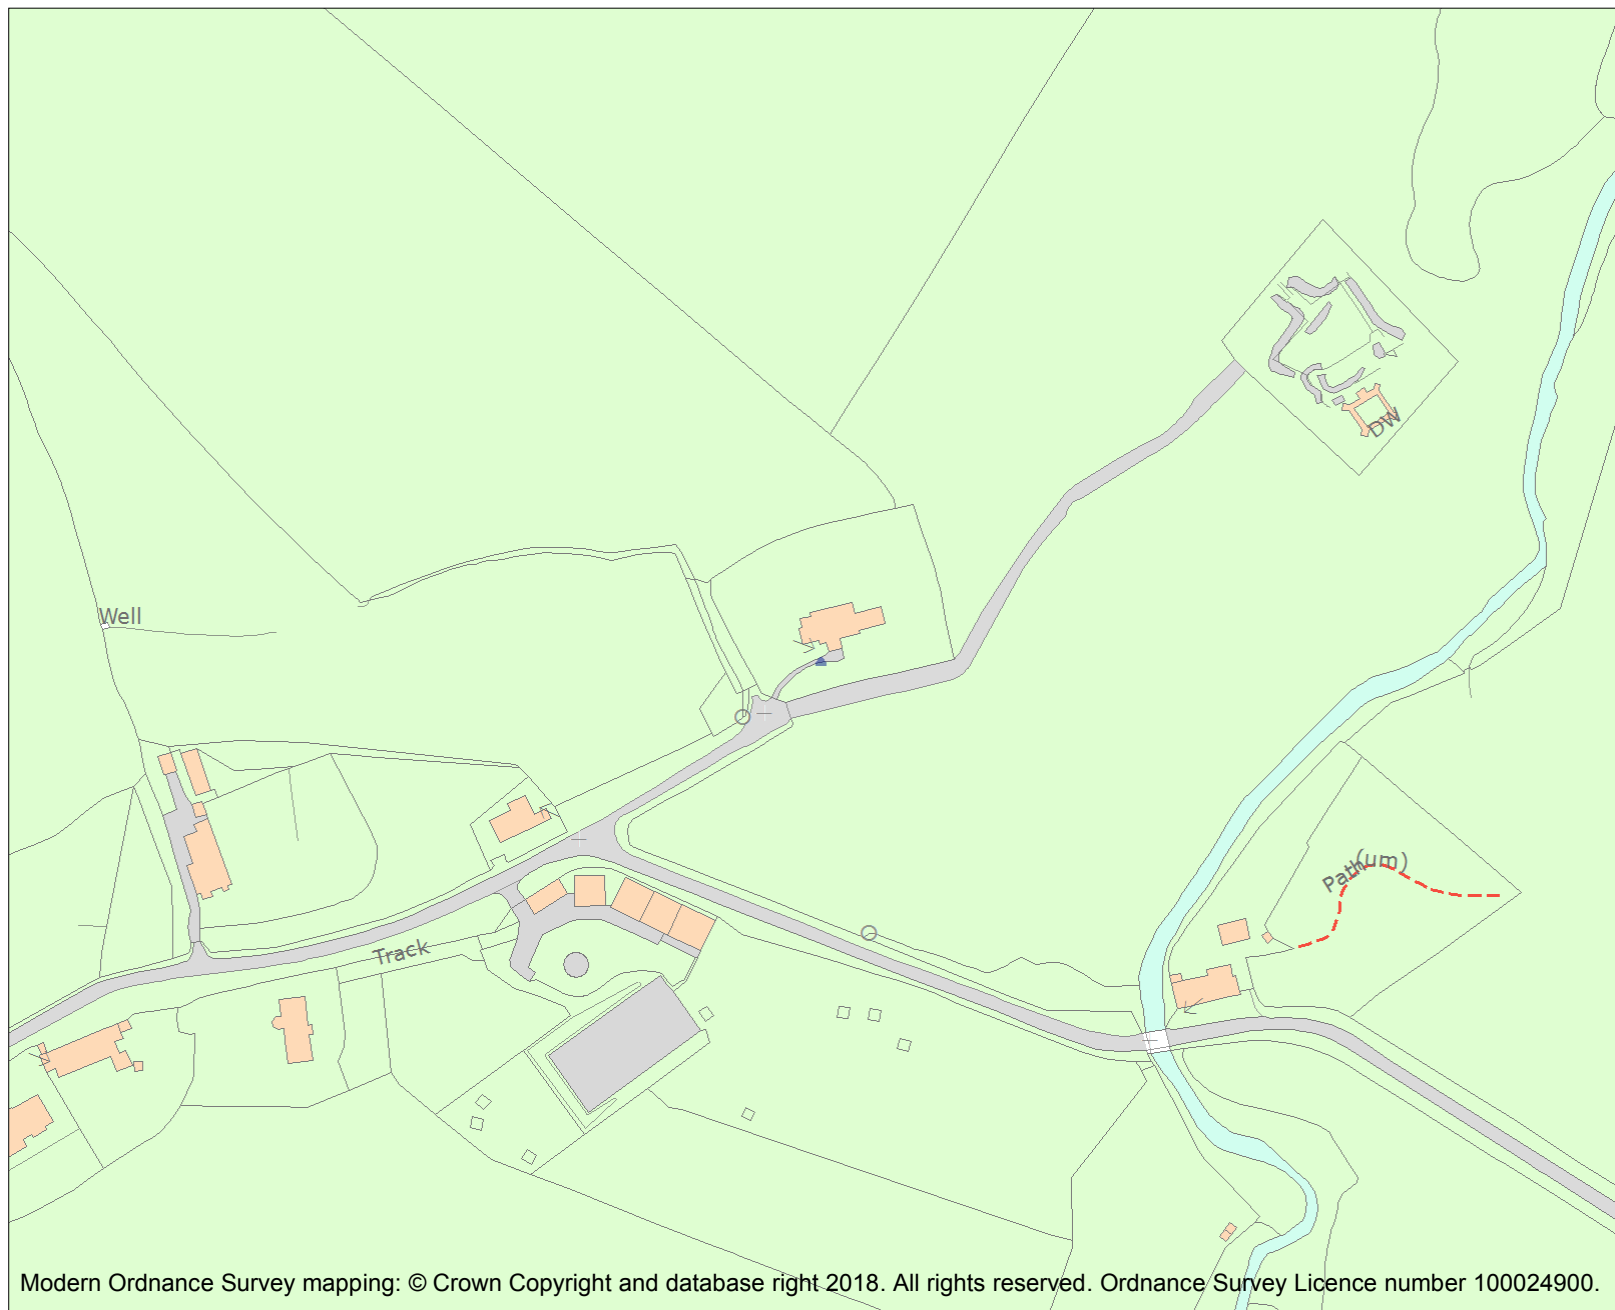 DW
Well
Path(um)
Track
Modern Ordnance Survey mapping: © Crown Copyright and database right 2018. All rights reserved. Ordnance Survey Licence number 100024900.